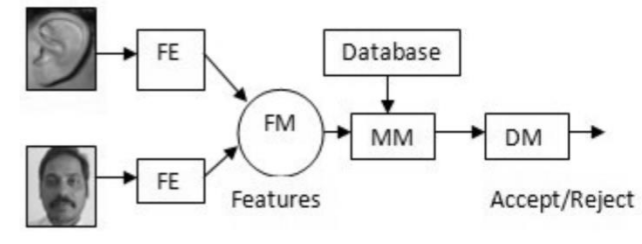 FE
Database
FM
MM
DM
FE
Features
Accept/Reject